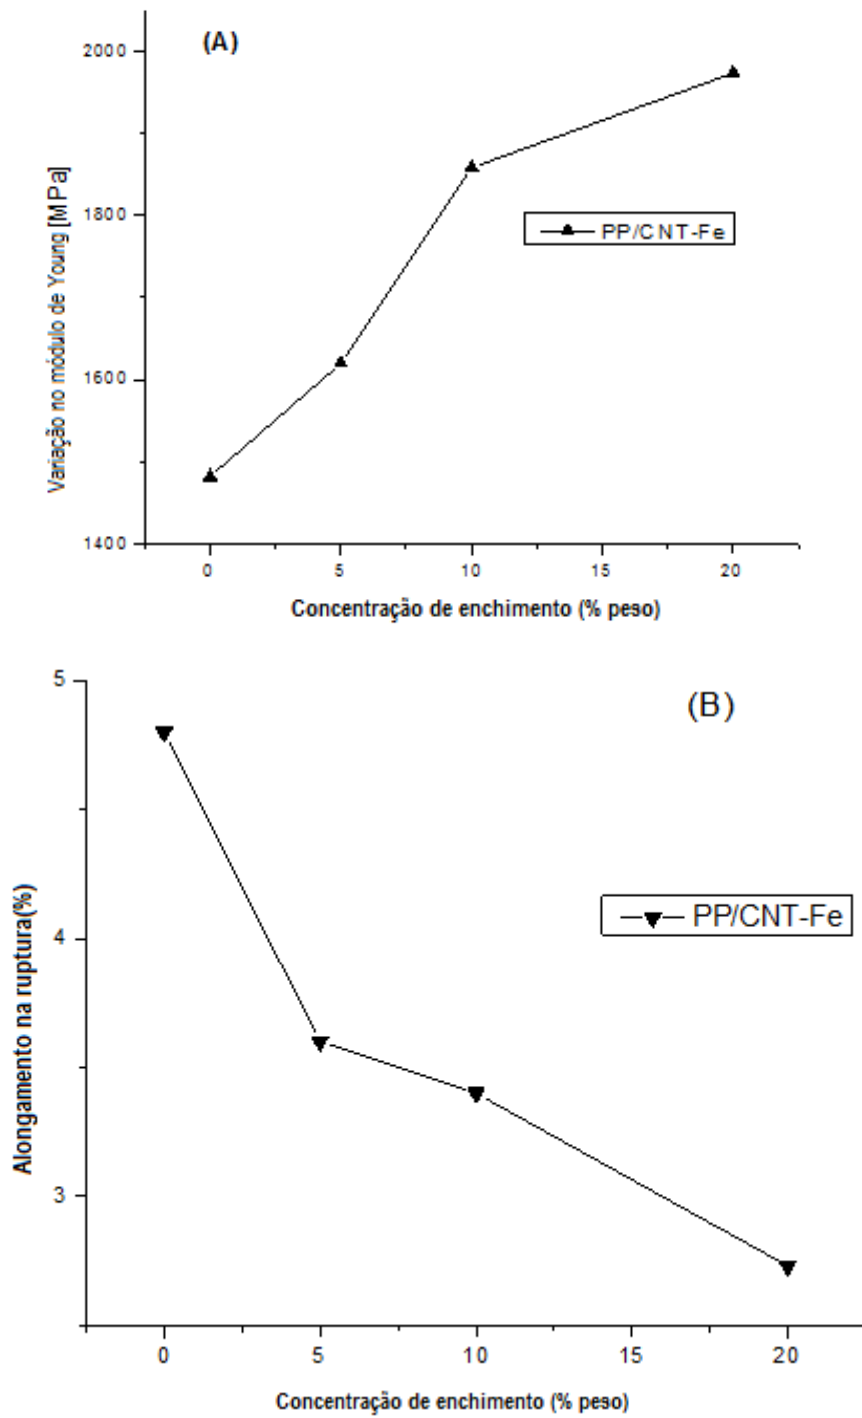 (A)
2000
1800
1600
1400
Variação no módulo de Young [MPa]
PP/CNT-Fe
0 5 10 15 20
Concentração de enchimento (% peso)
(B)
5
4
3
Alongamento na ruptura(%)
PP/CNT-Fe
0 5 10 15 20
Concentração de enchimento (% peso)